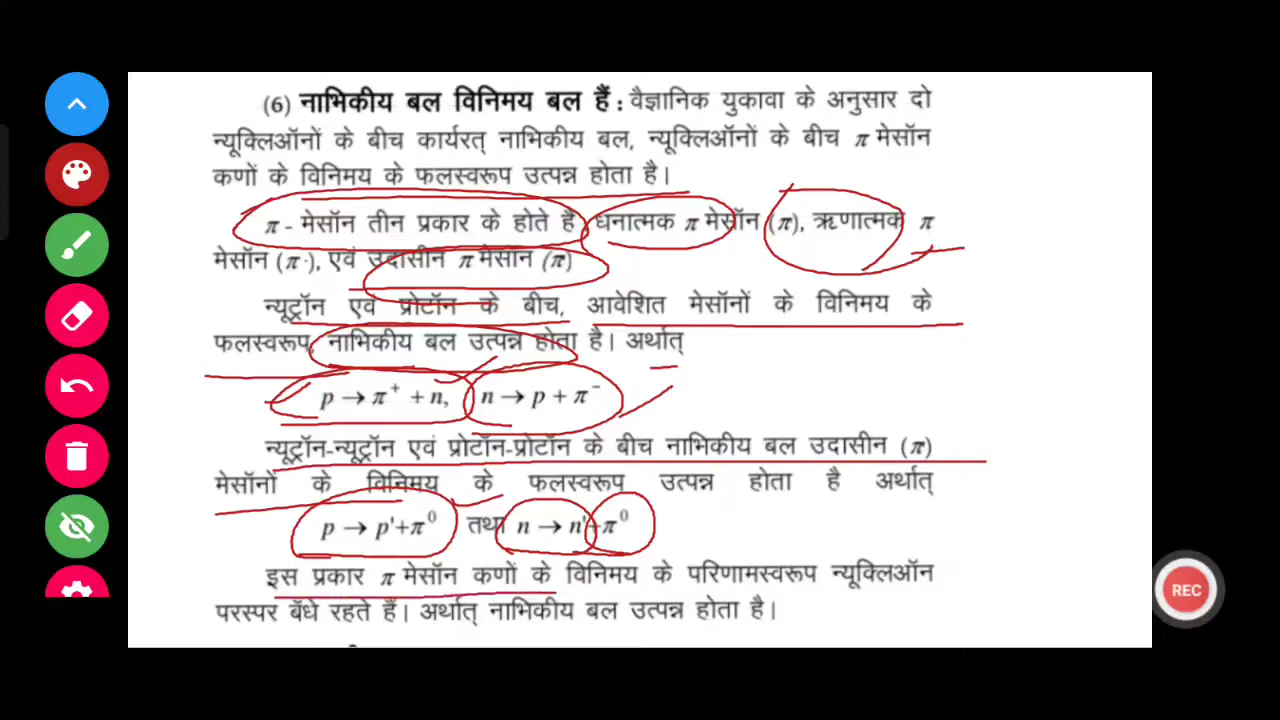 (6) नाभिकीय बल विनिमय बल हैं : वैज्ञानिक युकावा के अनुसार दो
न्यूक्लिऑनों के बीच कार्यरत् नाभिकीय बल, न्यूक्लिऑनों के बीच π मेसॉन
कणों के विनिमय के फलस्वरूप उत्पन्न होता है।
π - मेसॉन तीन प्रकार के होते हैं धनात्मक π मेसॉन (π), ऋणात्मक π
मेसॉन (π·), एवं उदासीन π मेसॉन (π)
न्यूट्रॉन एवं प्रोटॉन के बीच, आवेशित मेसॉनों के विनिमय के
फलस्वरूप, नाभिकीय बल उत्पन्न होता है। अर्थात्
p → π⁺ + n, n → p + π⁻
न्यूट्रॉन-न्यूट्रॉन एवं प्रोटॉन-प्रोटॉन के बीच नाभिकीय बल उदासीन (π)
मेसॉनों के विनिमय के फलस्वरूप उत्पन्न होता है अर्थात्
p → p'+π⁰ तथा n → n'+π⁰
इस प्रकार π मेसॉन कणों के विनिमय के परिणामस्वरूप न्यूक्लिऑन
परस्पर बँधे रहते हैं। अर्थात् नाभिकीय बल उत्पन्न होता है।
REC